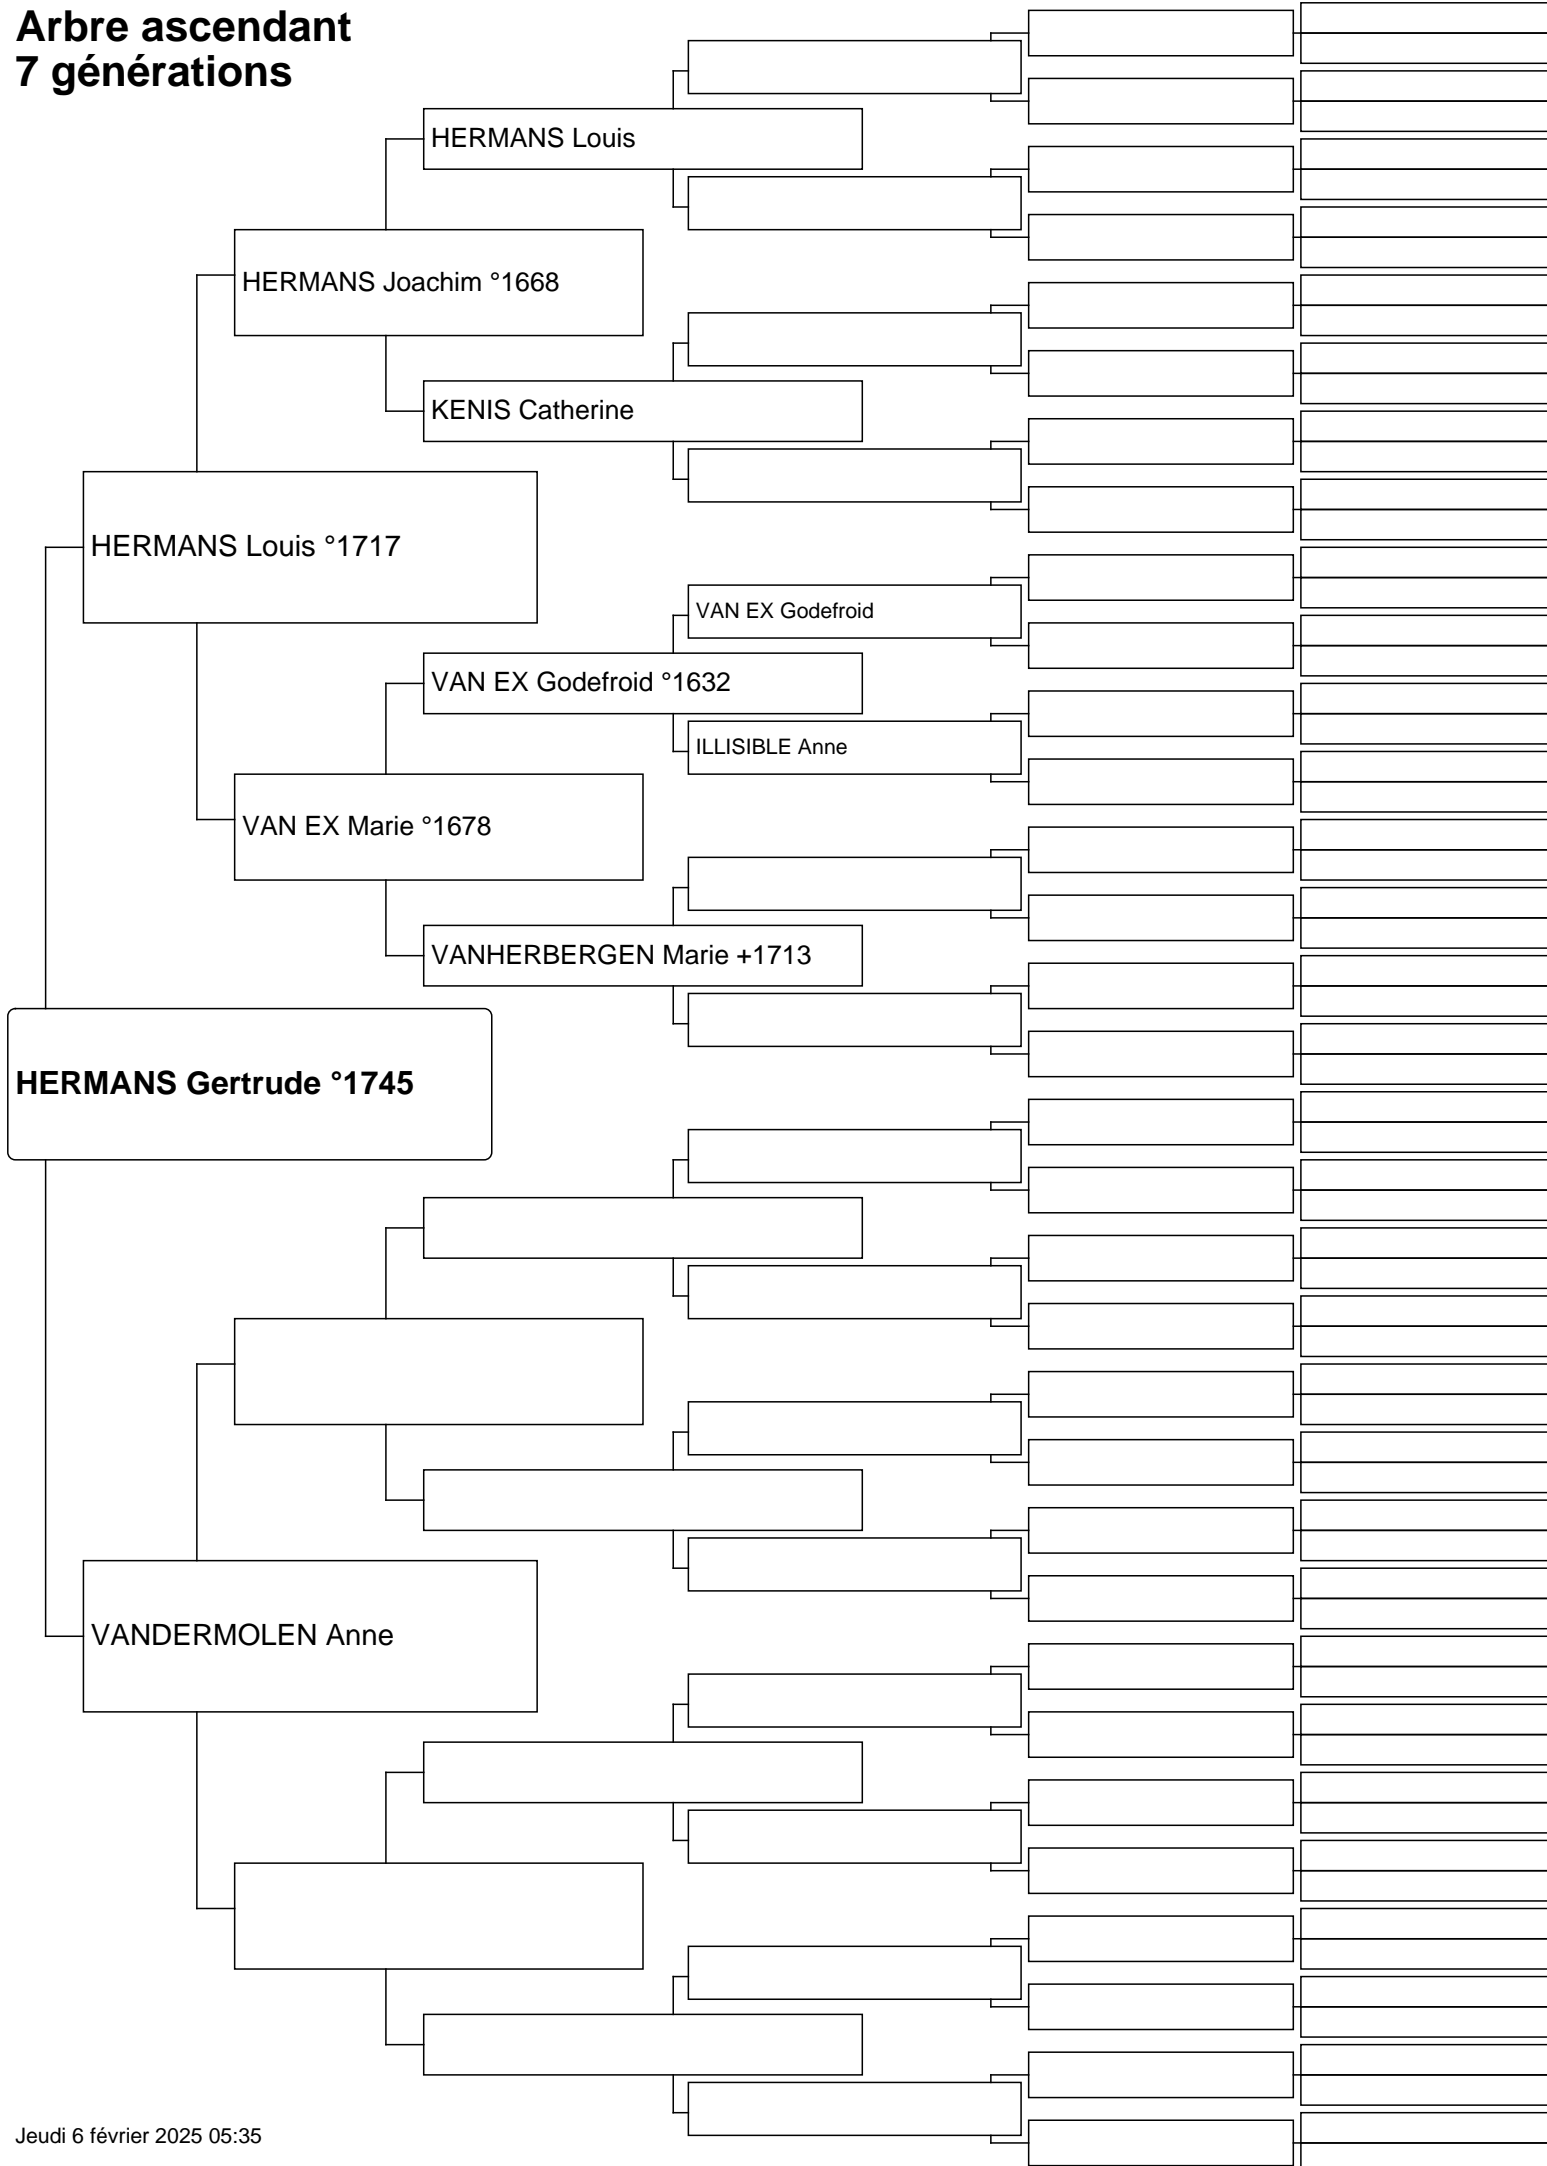 Arbre ascendant
7 générations
HERMANS Louis
HERMANS Joachim °1668
KENIS Catherine
HERMANS Louis °1717
VAN EX Godefroid
VAN EX Godefroid °1632
ILLISIBLE Anne
VAN EX Marie °1678
VANHERBERGEN Marie +1713
HERMANS Gertrude °1745
VANDERMOLEN Anne
Jeudi 6 février 2025 05:35